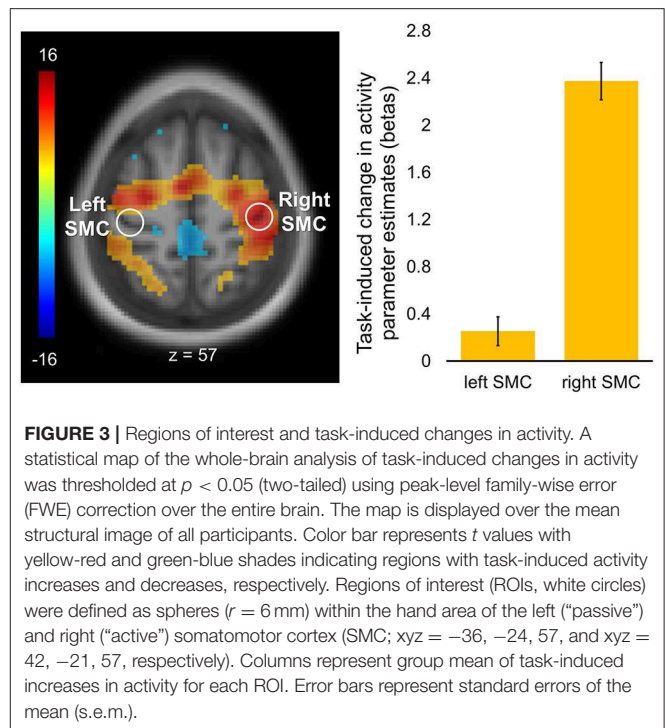 16
-16
Left
SMC
Right
SMC
z = 57
Task-induced change in activity
parameter estimates (betas)
2.8
2.4
2
1.6
1.2
0.8
0.4
0
left SMC
right SMC
FIGURE 3 | Regions of interest and task-induced changes in activity. A
statistical map of the whole-brain analysis of task-induced changes in activity
was thresholded at p < 0.05 (two-tailed) using peak-level family-wise error
(FWE) correction over the entire brain. The map is displayed over the mean
structural image of all participants. Color bar represents t values with
yellow-red and green-blue shades indicating regions with task-induced activity
increases and decreases, respectively. Regions of interest (ROIs, white circles)
were defined as spheres (r = 6 mm) within the hand area of the left (“passive”)
and right (“active”) somatomotor cortex (SMC; xyz = −36, −24, 57, and xyz =
42, −21, 57, respectively). Columns represent group mean of task-induced
increases in activity for each ROI. Error bars represent standard errors of the
mean (s.e.m.).